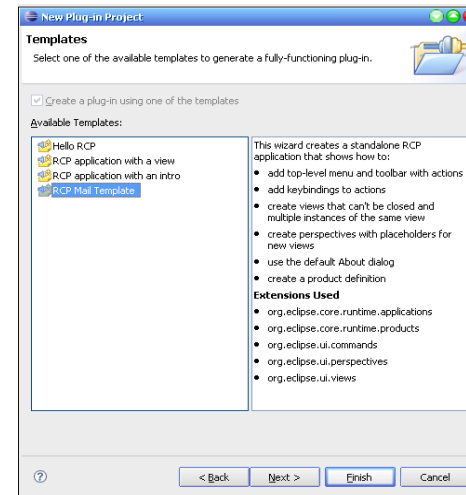 New Plug-in Project
Templates
Select one of the available templates to generate a fully-functioning plug-in.
Create a plug-in using one of the templates
Available Templates:
Hello RCP
RCP application with a view
RCP application with an intro
RCP Mail Template
This wizard creates a standalone RCP
application that shows how to:
• add top-level menu and toolbar with actions
• add keybindings to actions
• create views that can't be closed and
multiple instances of the same view
• create perspectives with placeholders for
new views
• use the default About dialog
• create a product definition
Extensions Used
• org.eclipse.core.runtime.applications
• org.eclipse.core.runtime.products
• org.eclipse.ui.commands
• org.eclipse.ui.perspectives
• org.eclipse.ui.views
?
< Back
Next >
Finish
Cancel